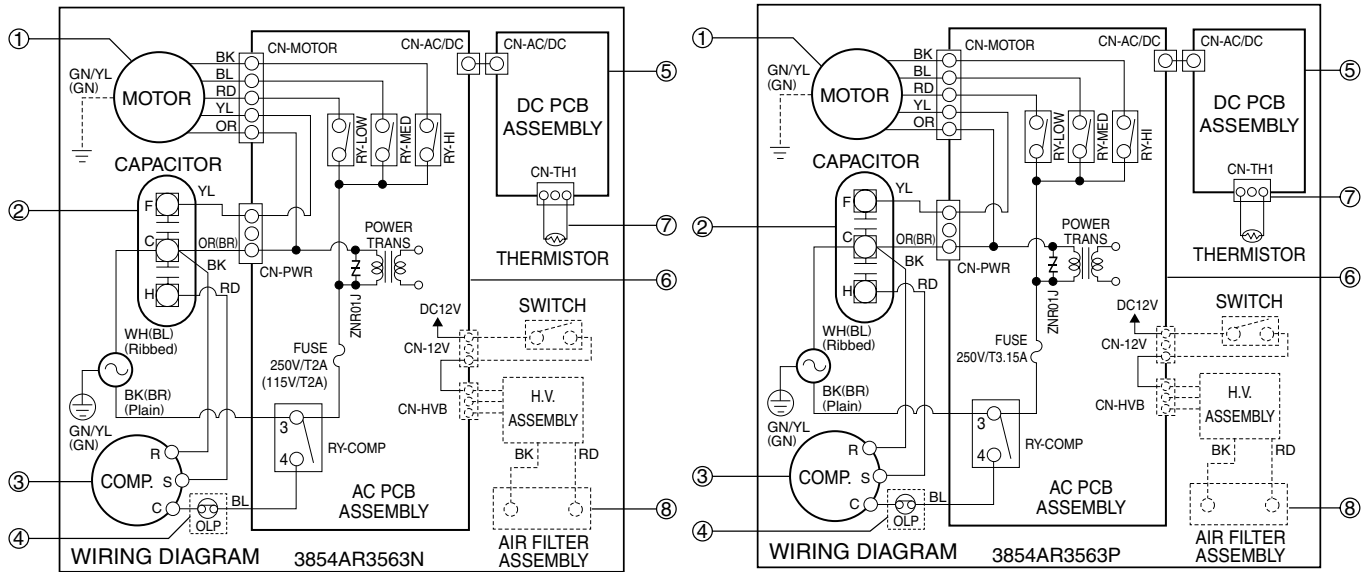 ①
GN/YL
(GN)
MOTOR
BK
BL
RD
YL
OR
CN-MOTOR
CN-AC/DC
CN-AC/DC
⑤
DC PCB
ASSEMBLY
RY-LOW
RY-MED
RY-HI
CAPACITOR
②
F
YL
C
OR(BR)
BK
H
RD
CN-PWR
CN-TH1
⑦
THERMISTOR
POWER
TRANS
ZNR01J
⑥
WH(BL)
(Ribbed)
FUSE
250V/T2A
(115V/T2A)
DC12V
CN-12V
SWITCH
BK(BR)
(Plain)
GN/YL
(GN)
CN-HVB
H.V.
ASSEMBLY
3
4
RY-COMP
BK
RD
③
COMP.
R
S
C
④
OLP
BL
AC PCB
ASSEMBLY
⑧
AIR FILTER
ASSEMBLY
WIRING DIAGRAM
3854AR3563N
①
GN/YL
(GN)
MOTOR
BK
BL
RD
YL
OR
CN-MOTOR
CN-AC/DC
CN-AC/DC
⑤
DC PCB
ASSEMBLY
RY-LOW
RY-MED
RY-HI
CAPACITOR
②
F
YL
C
OR(BR)
BK
H
RD
CN-PWR
CN-TH1
⑦
THERMISTOR
POWER
TRANS
ZNR01J
⑥
WH(BL)
(Ribbed)
FUSE
250V/T3.15A
DC12V
CN-12V
SWITCH
BK(BR)
(Plain)
GN/YL
(GN)
CN-HVB
H.V.
ASSEMBLY
3
4
RY-COMP
BK
RD
③
COMP.
R
S
C
④
OLP
BL
AC PCB
ASSEMBLY
⑧
AIR FILTER
ASSEMBLY
WIRING DIAGRAM
3854AR3563P